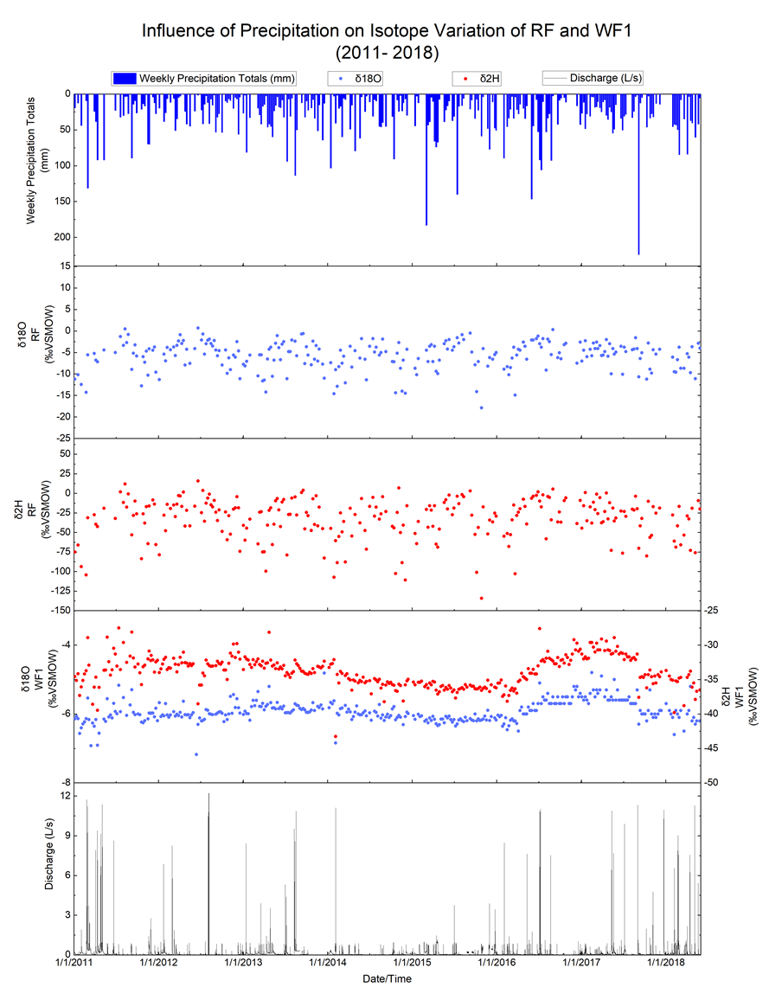 Influence of Precipitation on Isotope Variation of RF and WF1
(2011- 2018)
Weekly Precipitation Totals (mm)
δ18O
δ2H
Discharge (L/s)
Weekly Precipitation Totals
(mm)
0
50
100
150
200
δ18O
RF
(‰VSMOW)
15
10
5
0
-5
-10
-15
-20
-25
δ2H
RF
(‰VSMOW)
50
25
0
-25
-50
-75
-100
-125
-150
δ18O
WF1
(‰VSMOW)
-4
-6
-8
-25
-30
-35
-40
-45
-50
δ2H
WF1
(‰VSMOW)
Discharge (L/s)
12
9
6
3
0
1/1/2011
1/1/2012
1/1/2013
1/1/2014
1/1/2015
1/1/2016
1/1/2017
1/1/2018
Date/Time